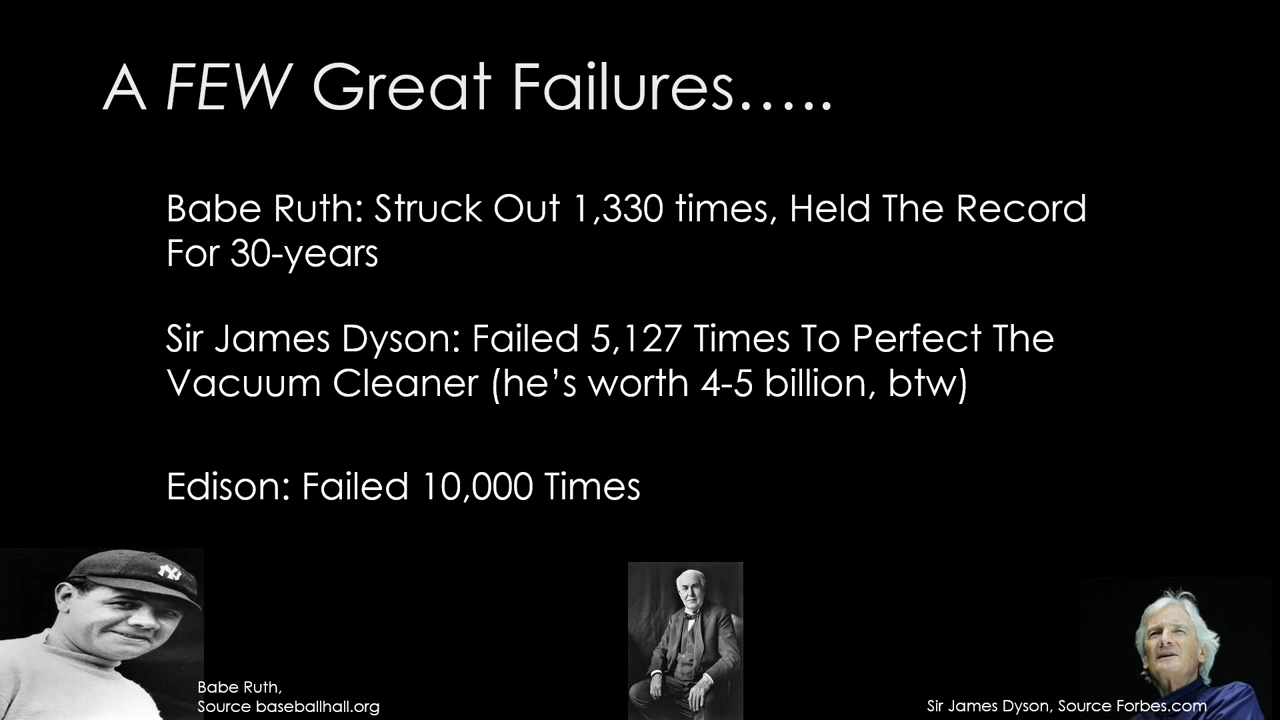 A FEW Great Failures…..
Babe Ruth: Struck Out 1,330 times, Held The Record
For 30-years
Sir James Dyson: Failed 5,127 Times To Perfect The
Vacuum Cleaner (he’s worth 4-5 billion, btw)
Edison: Failed 10,000 Times
NY
Babe Ruth,
Source baseballhall.org
Sir James Dyson, Source Forbes.com